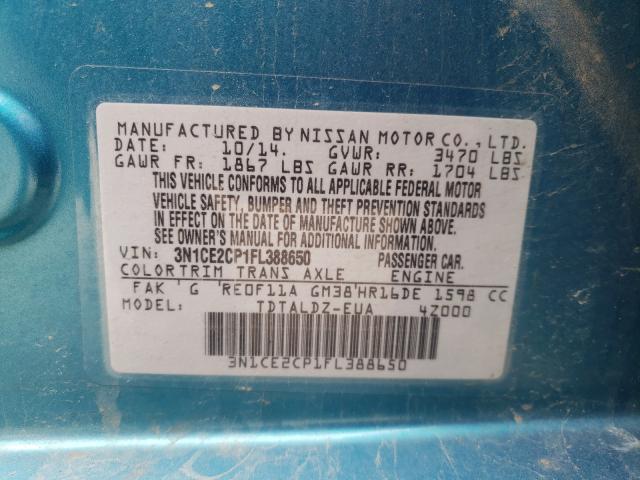 MANUFACTURED BY NISSAN MOTOR CO., LTD.
DATE: 10/14. GVWR: 3470 LBS
GAWR FR: 1867 LBS GAWR RR: 1704 LBS
THIS VEHICLE CONFORMS TO ALL APPLICABLE FEDERAL MOTOR
VEHICLE SAFETY, BUMPER AND THEFT PREVENTION STANDARDS
IN EFFECT ON THE DATE OF MANUFACTURE SHOWN ABOVE.
SEE OWNER'S MANUAL FOR ADDITIONAL
VIN: 3N1CE2CP1FL388650 PASSENGER CAR.
COLOR TRIM TRANS AXLE ENGINE
FAK ' G 'RE0F11A GM38'HR16DE 1598 CC
MODEL: TDTALDZ-EUA 4Z000
3N1CE2CP1FL388650